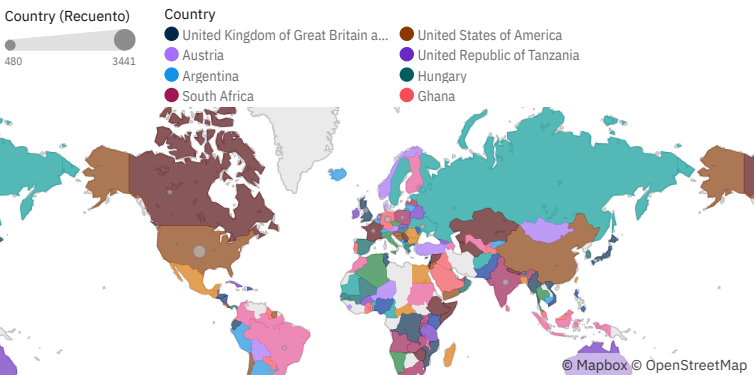 Country (Recuento)
480 3441
Country
United Kingdom of Great Britain a...
United States of America
Austria
United Republic of Tanzania
Argentina
Hungary
South Africa
Ghana
© Mapbox © OpenStreetMap